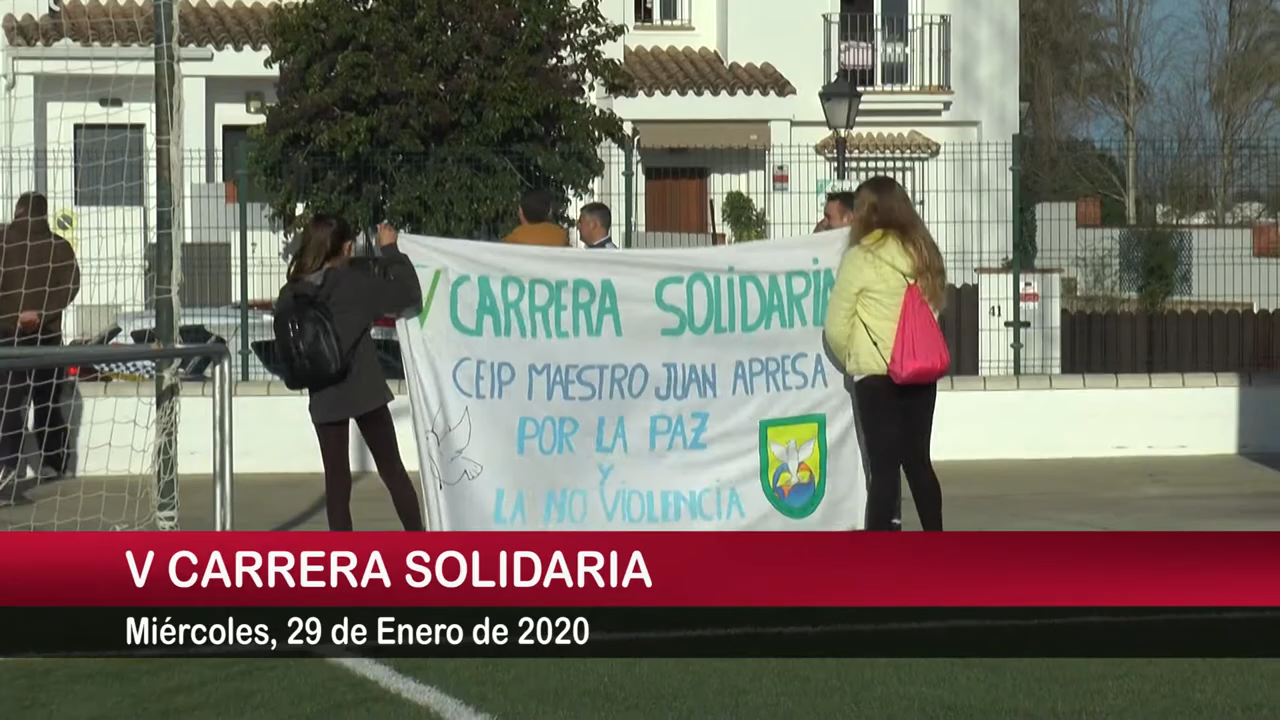 V CARRERA SOLIDARIA
CEIP MAESTRO JUAN APRESA
POR LA PAZ
Y
LA NO VIOLENCIA
41
V CARRERA SOLIDARIA
Miércoles, 29 de Enero de 2020